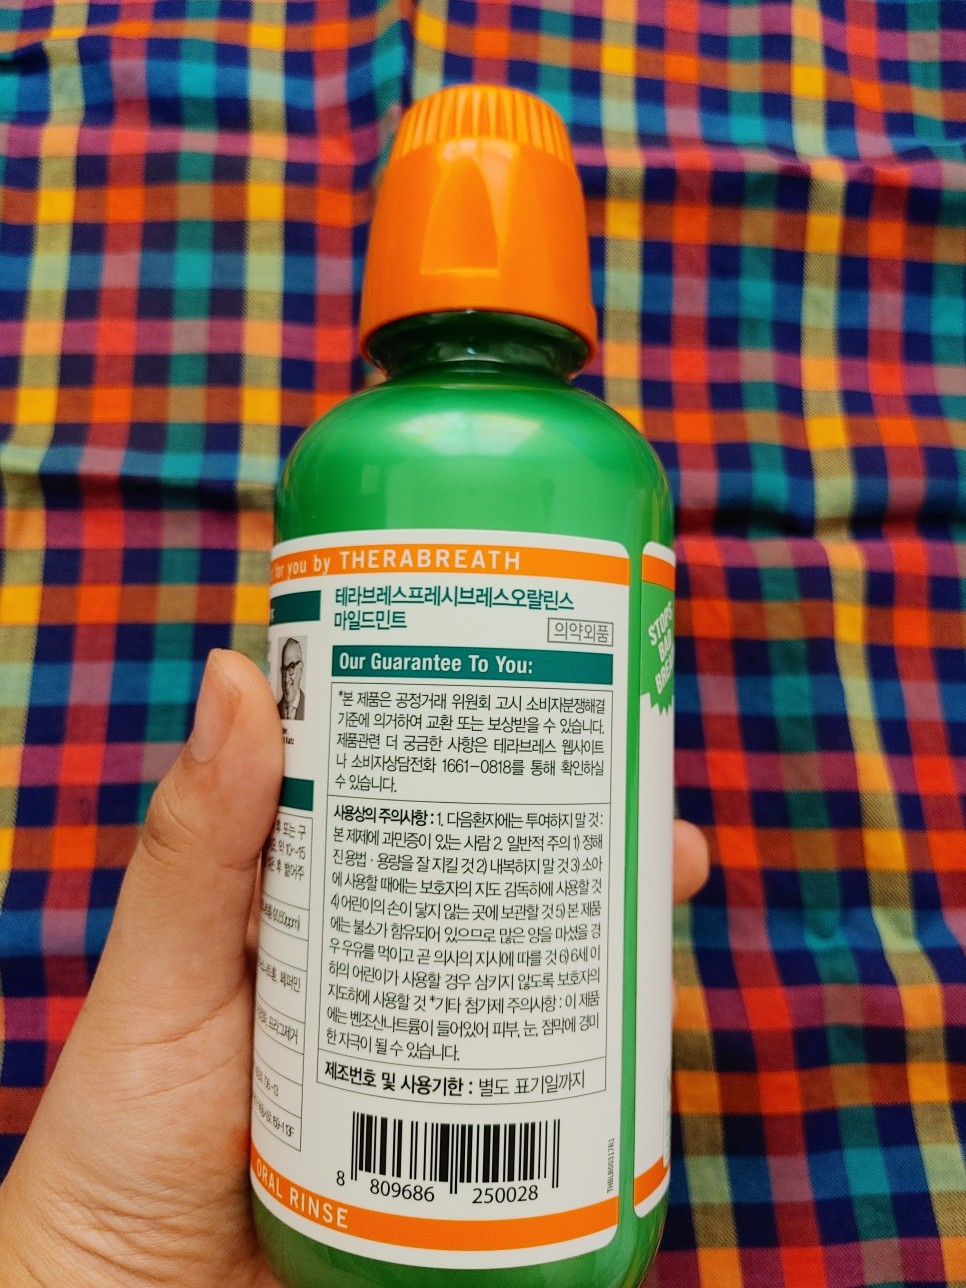 for you by THERABREATH
테라브레스프레시브레스오랄린스
마일드민트
의약외품
Our Guarantee To You:
*본 제품은 공정거래 위원회 고시 소비자분쟁해결
기준에 의거하여 교환 또는 보상받을 수 있습니다.
제품관련 더 궁금한 사항은 테라브레스 웹사이트
나 소비자상담전화 1661-0818를 통해 확인하실
수 있습니다.
사용상의 주의사항 : 1. 다음환자에는 투여하지 말 것 :
본 제제에 과민증이 있는 사람 2. 일반적 주의 1) 정해
진 용법 · 용량을 잘 지킬 것 2) 내복하지 말 것 3) 소아
에 사용할 때에는 보호자의 지도 감독하에 사용할 것
4) 어린이의 손이 닿지 않는 곳에 보관할 것 5) 본 제품
에는 불소가 함유되어 있으므로 많은 양을 마셨을 경
우 우유를 먹이고 곧 의사의 지시에 따를 것 6) 6세 이
하의 어린이가 사용할 경우 삼키지 않도록 보호자의
지도하에 사용할 것 *기타 첨가제 주의사항 : 이 제품
에는 벤조산나트륨이 들어있어 피부, 눈, 점막에 경미
한 자극이 될 수 있습니다.
제조번호 및 사용기한 : 별도 표기일까지
8 809686 250028
THBLB00317R1
ORAL RINSE
또는 구
약 10~15
후 뱉어주
STOPS
BAD